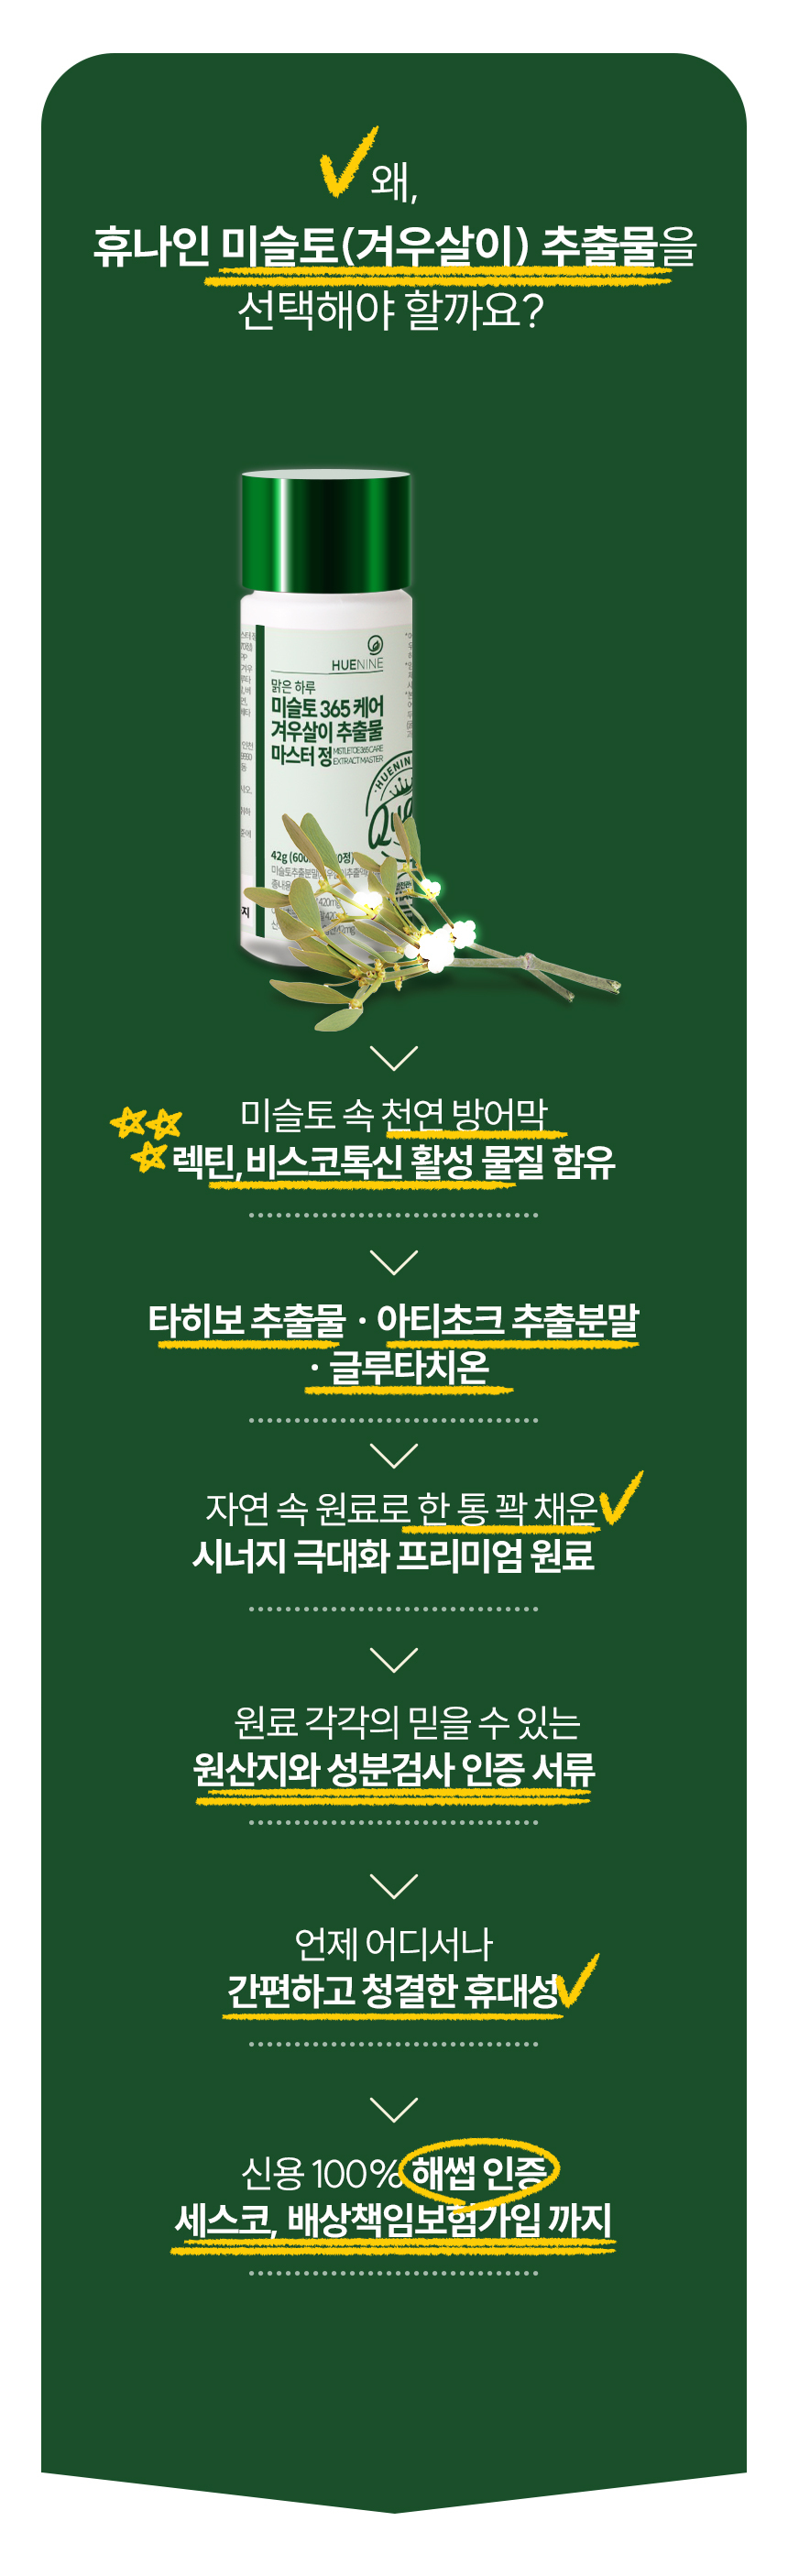 왜,
휴나인 미슬토(겨우살이) 추출물을
선택해야 할까요?
HUENINE
맑은 하루
미슬토 365 케어
겨우살이 추출물
마스터 정
MISTLETOE365 CARE
EXTRACT MASTER
미슬토 속 천연 방어막
렉틴,비스코톡신 활성 물질 함유
타히보 추출물 · 아티초크 추출분말
· 글루타치온
자연 속 원료로 한 통 꽉 채운
시너지 극대화 프리미엄 원료
원료 각각의 믿을 수 있는
원산지와 성분검사 인증 서류
언제 어디서나
간편하고 청결한 휴대성
신용 100% 해썹 인증
세스코, 배상책임보험가입 까지